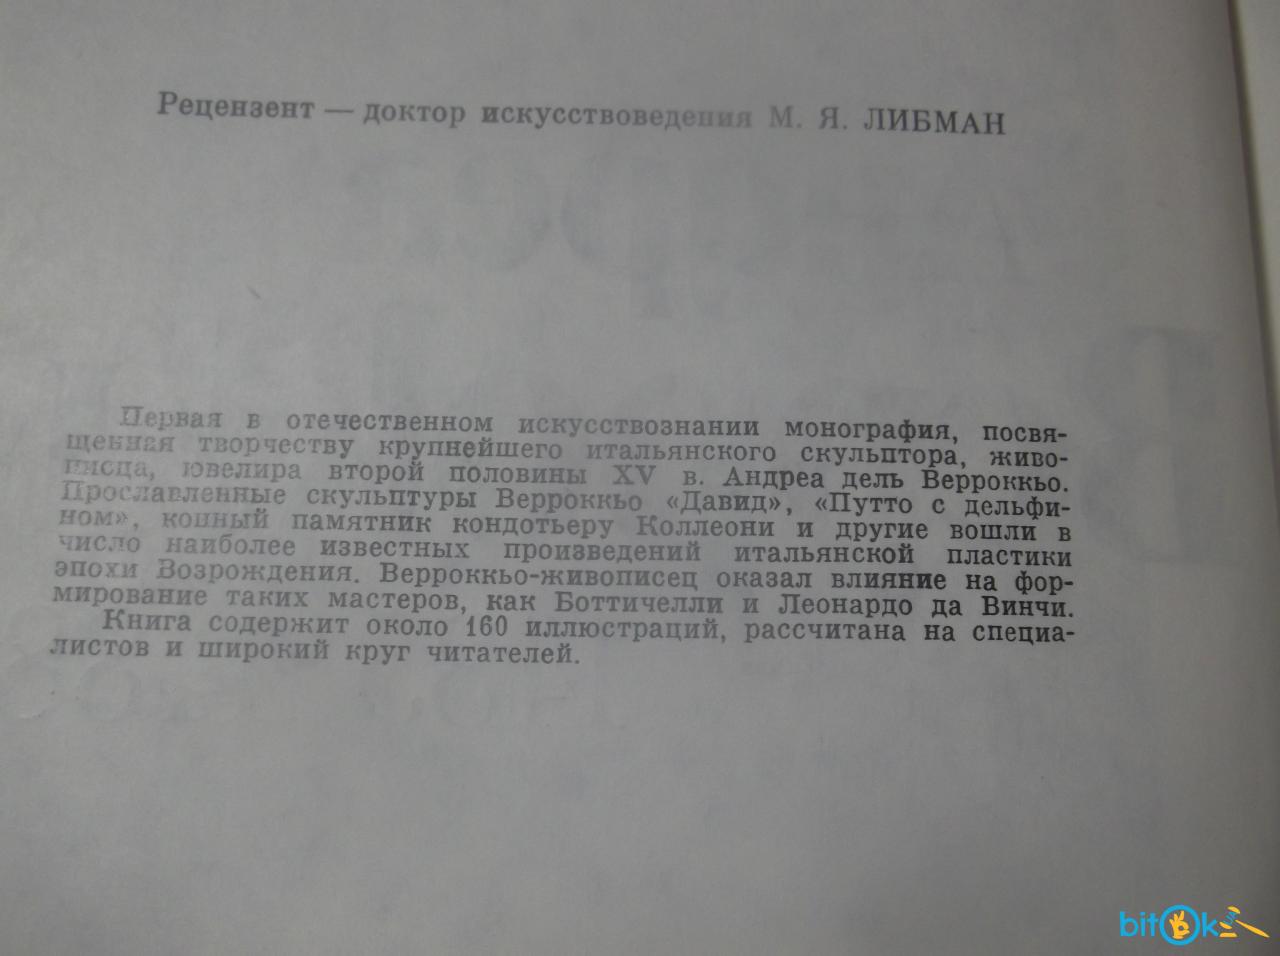 Рецензент — доктор искусствоведения М. Я. ЛИБМАН
Первая в отечественном искусствознании монография, посвя-
щенная творчеству крупнейшего итальянского скульптора, живо-
писца, ювелира второй половины XV в. Андреа дель Верроккьо.
Прославленные скульптуры Верроккьо «Давид», «Путто с дельфи-
ном», конный памятник кондотьеру Коллеони и другие вошли в
число наиболее известных произведений итальянской пластики
эпохи Возрождения. Верроккьо-живописец оказал влияние на фор-
мирование таких мастеров, как Боттичелли и Леонардо да Винчи.
Книга содержит около 160 иллюстраций, рассчитана на специа-
листов и широкий круг читателей.
bitOk